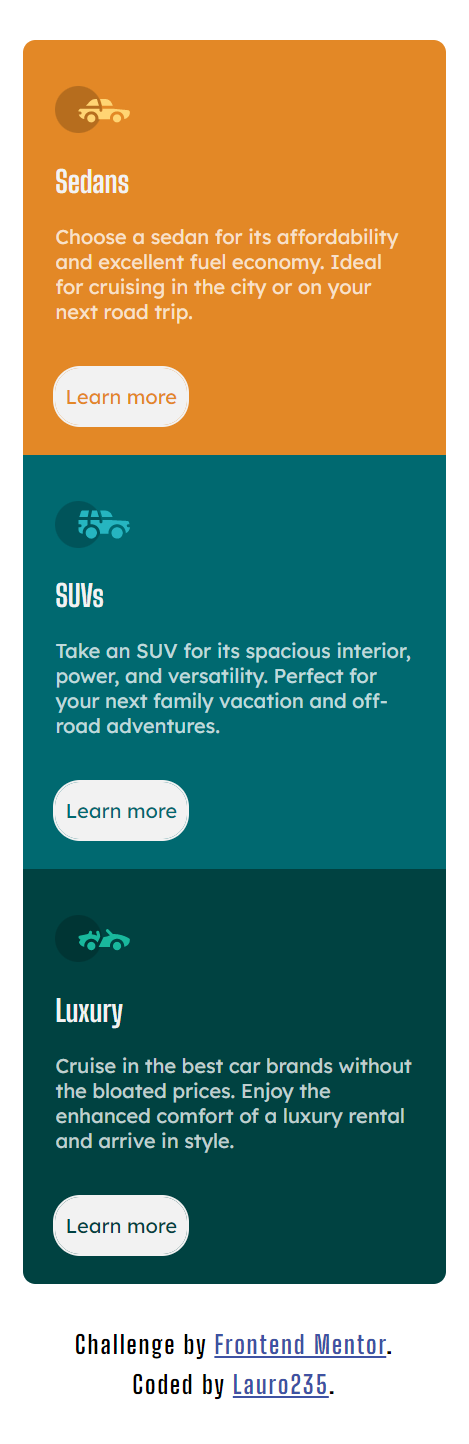 Sedans
Choose a sedan for its affordability
and excellent fuel economy. Ideal
for cruising in the city or on your
next road trip.
Learn more
SUVs
Take an SUV for its spacious interior,
power, and versatility. Perfect for
your next family vacation and off-
road adventures.
Learn more
Luxury
Cruise in the best car brands without
the bloated prices. Enjoy the
enhanced comfort of a luxury rental
and arrive in style.
Learn more
Challenge by Frontend Mentor.
Coded by Lauro235.